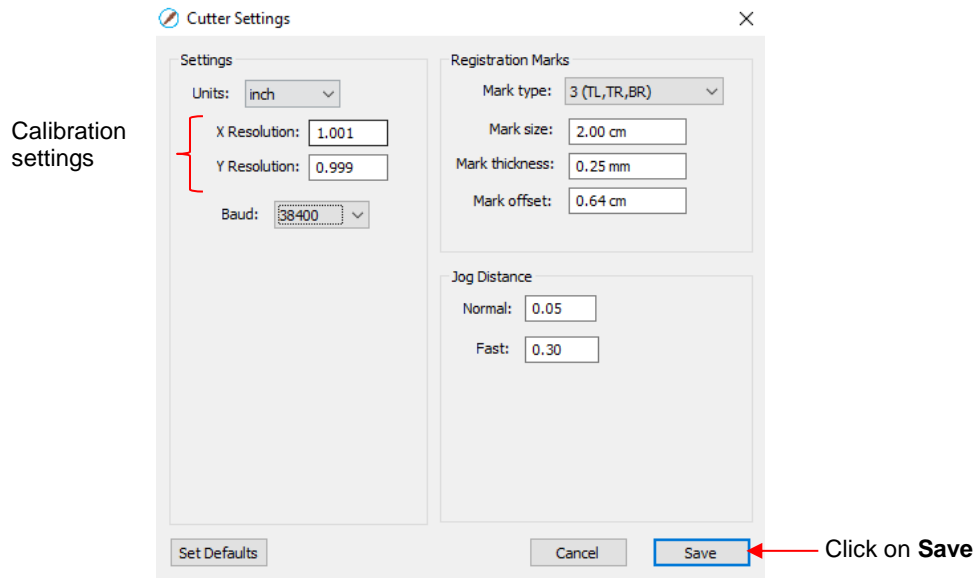 Cutter Settings
Calibration
settings
Settings
Units: inch
X Resolution: 1.001
Y Resolution: 0.999
Baud: 38400
Registration Marks
Mark type: 3 (TL,TR,BR)
Mark size: 2.00 cm
Mark thickness: 0.25 mm
Mark offset: 0.64 cm
Jog Distance
Normal: 0.05
Fast: 0.30
Set Defaults
Cancel
Save
Click on Save